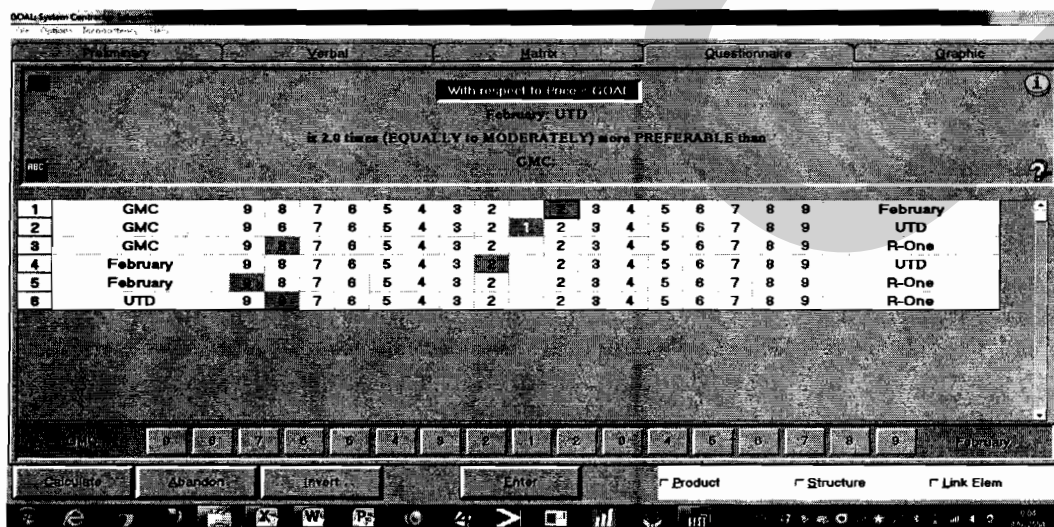 GOAL: System
Options
Preliminary Verbal Matrix Questionnaire Graphic
With respect to Price < GOAL
February: UTD
is 2.0 times (EQUALLY to MODERATELY) more PREFERABLE than
GMC:
ABC ?
1 GMC 9 8 7 6 5 4 3 2 2 3 4 5 6 7 8 9 February
2 GMC 9 8 7 6 5 4 3 2 1 2 3 4 5 6 7 8 9 UTD
3 GMC 9 8 7 6 5 4 3 2 2 3 4 5 6 7 8 9 R-One
4 February 9 8 7 6 5 4 3 2 2 3 4 5 6 7 8 9 UTD
5 February 9 8 7 6 5 4 3 2 2 3 4 5 6 7 8 9 R-One
6 UTD 9 8 7 6 5 4 3 2 2 3 4 5 6 7 8 9 R-One
GMC 9 8 7 6 5 4 3 2 1 2 3 4 5 6 7 8 9 February
Calculate Abandon Invert Enter Product Structure Link Elem